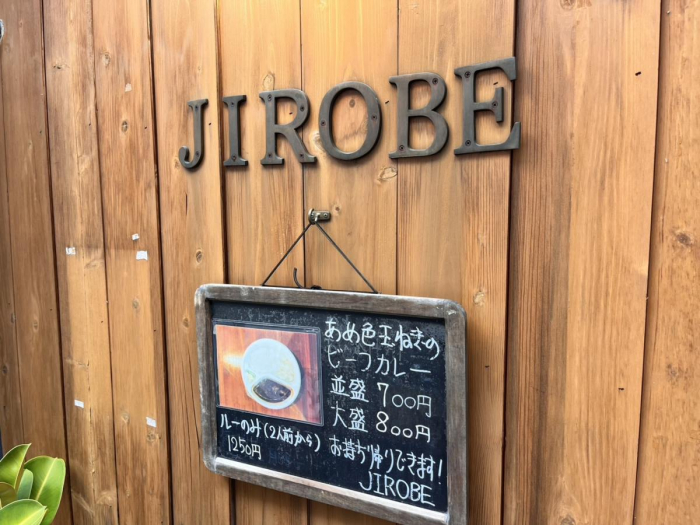 JIROBE
あめ色玉ねぎの
ビーフカレー
並盛 700円
大盛 800円
お持ち帰りできます!
JIROBE
ルーのみ(2人前から)
1250円